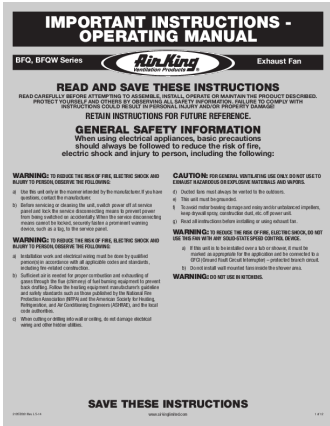 IMPORTANT INSTRUCTIONS -
OPERATING MANUAL
BFQ, BFQW Series
Air King
Ventilation Products
®
Exhaust Fan
READ AND SAVE THESE INSTRUCTIONS
READ CAREFULLY BEFORE ATTEMPTING TO ASSEMBLE, INSTALL, OPERATE OR MAINTAIN THE PRODUCT DESCRIBED.
PROTECT YOURSELF AND OTHERS BY OBSERVING ALL SAFETY INFORMATION. FAILURE TO COMPLY WITH
INSTRUCTIONS COULD RESULT IN PERSONAL INJURY AND/OR PROPERTY DAMAGE!
RETAIN INSTRUCTIONS FOR FUTURE REFERENCE.
GENERAL SAFETY INFORMATION
When using electrical appliances, basic precautions
should always be followed to reduce the risk of fire,
electric shock and injury to person, including the following:
WARNING: TO REDUCE THE RISK OF FIRE, ELECTRIC SHOCK AND
INJURY TO PERSON, OBSERVE THE FOLLOWING:
a) Use this unit only in the manner intended by the manufacturer. If you have
questions, contact the manufacturer.
b) Before servicing or cleaning the unit, switch power off at service
panel and lock the service disconnecting means to prevent power
from being switched on accidentally. When the service disconnecting
means cannot be locked, securely fasten a prominent warning
device, such as a tag, to the service panel.
WARNING: TO REDUCE THE RISK OF FIRE, ELECTRIC SHOCK AND
INJURY TO PERSON, OBSERVE THE FOLLOWING:
a) Installation work and electrical wiring must be done by qualified
person(s) in accordance with all applicable codes and standards,
including fire-rated construction.
b) Sufficient air is needed for proper combustion and exhausting of
gases through the flue (chimney) of fuel burning equipment to prevent
back drafting. Follow the heating equipment manufacturer's guideline
and safety standards such as those published by the National Fire
Protection Association (NFPA) and the American Society for Heating,
Refrigeration, and Air Conditioning Engineers (ASHRAE), and the local
code authorities.
c) When cutting or drilling into wall or ceiling, do not damage electrical
wiring and other hidden utilities.
CAUTION: FOR GENERAL VENTILATING USE ONLY. DO NOT USE TO
EXHAUST HAZARDOUS OR EXPLOSIVE MATERIALS AND VAPORS.
d) Ducted fans must always be vented to the outdoors.
e) This unit must be grounded.
f) To avoid motor bearing damage and noisy and/or unbalanced impellers,
keep drywall spray, construction dust, etc. off power unit.
g) Read all instructions before installing or using exhaust fan.
WARNING: TO REDUCE THE RISK OF FIRE, ELECTRIC SHOCK, DO NOT
USE THIS FAN WITH ANY SOLID-STATE SPEED CONTROL DEVICE.
a) If this unit is to be installed over a tub or shower, it must be
marked as appropriate for the application and be connected to a
GFCI (Ground Fault Circuit Interrupter) – protected branch circuit.
b) Do not install wall mounted fans inside the shower area.
WARNING: DO NOT USE IN KITCHENS.
SAVE THESE INSTRUCTIONS
www.airkinglimited.com
1 of 12